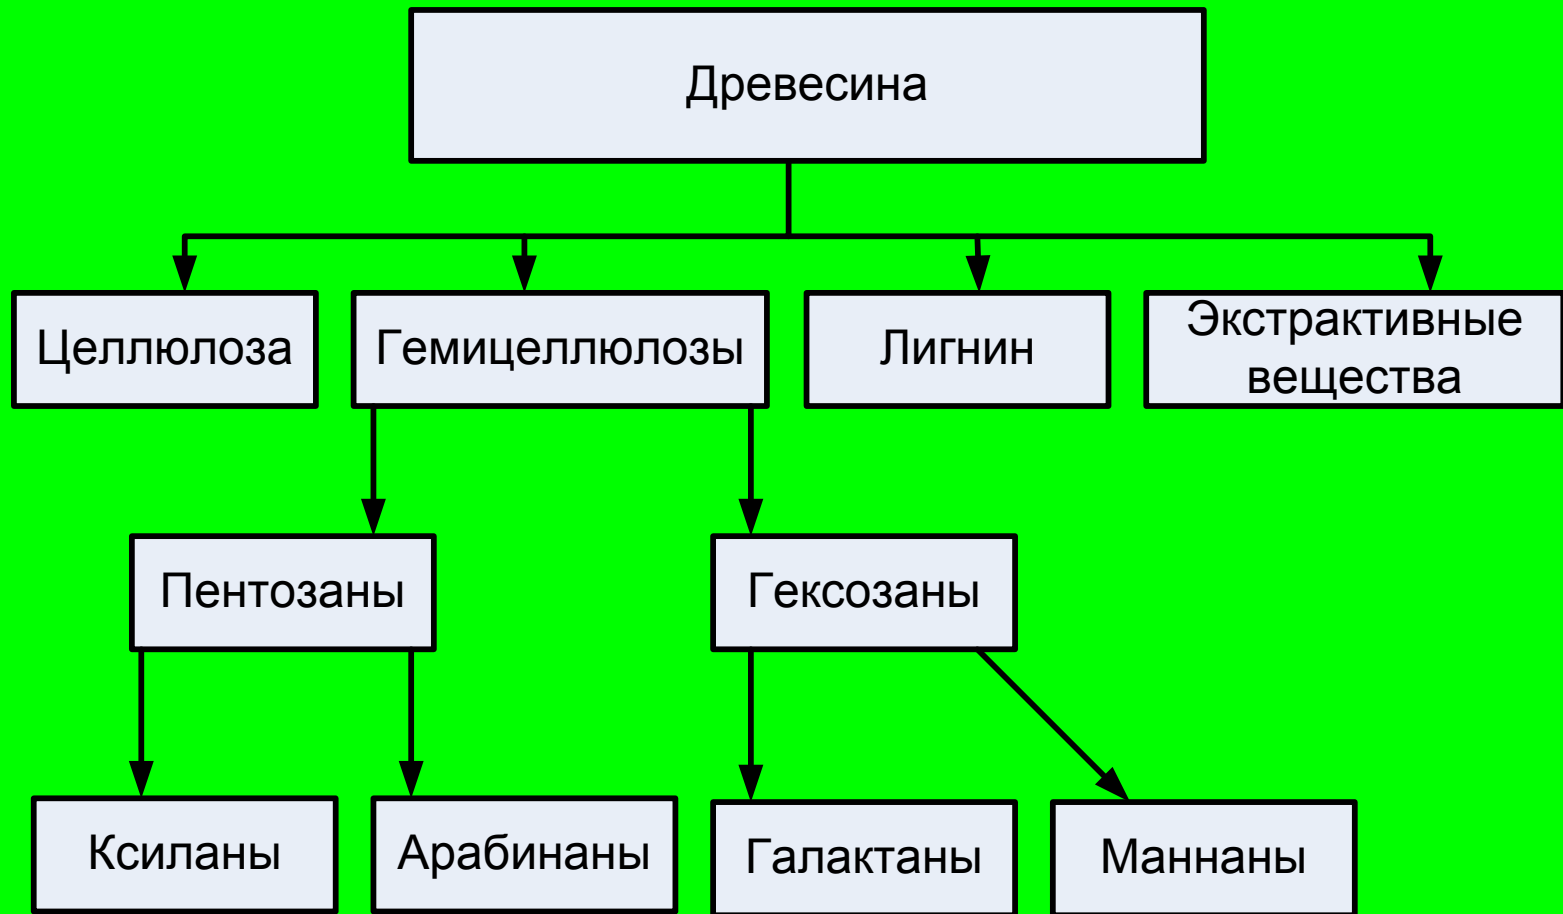 Древесина
Целлюлоза
Гемицеллюлозы
Лигнин
Экстрактивные
вещества
Пентозаны
Гексозаны
Ксиланы
Арабинаны
Галактаны
Маннаны